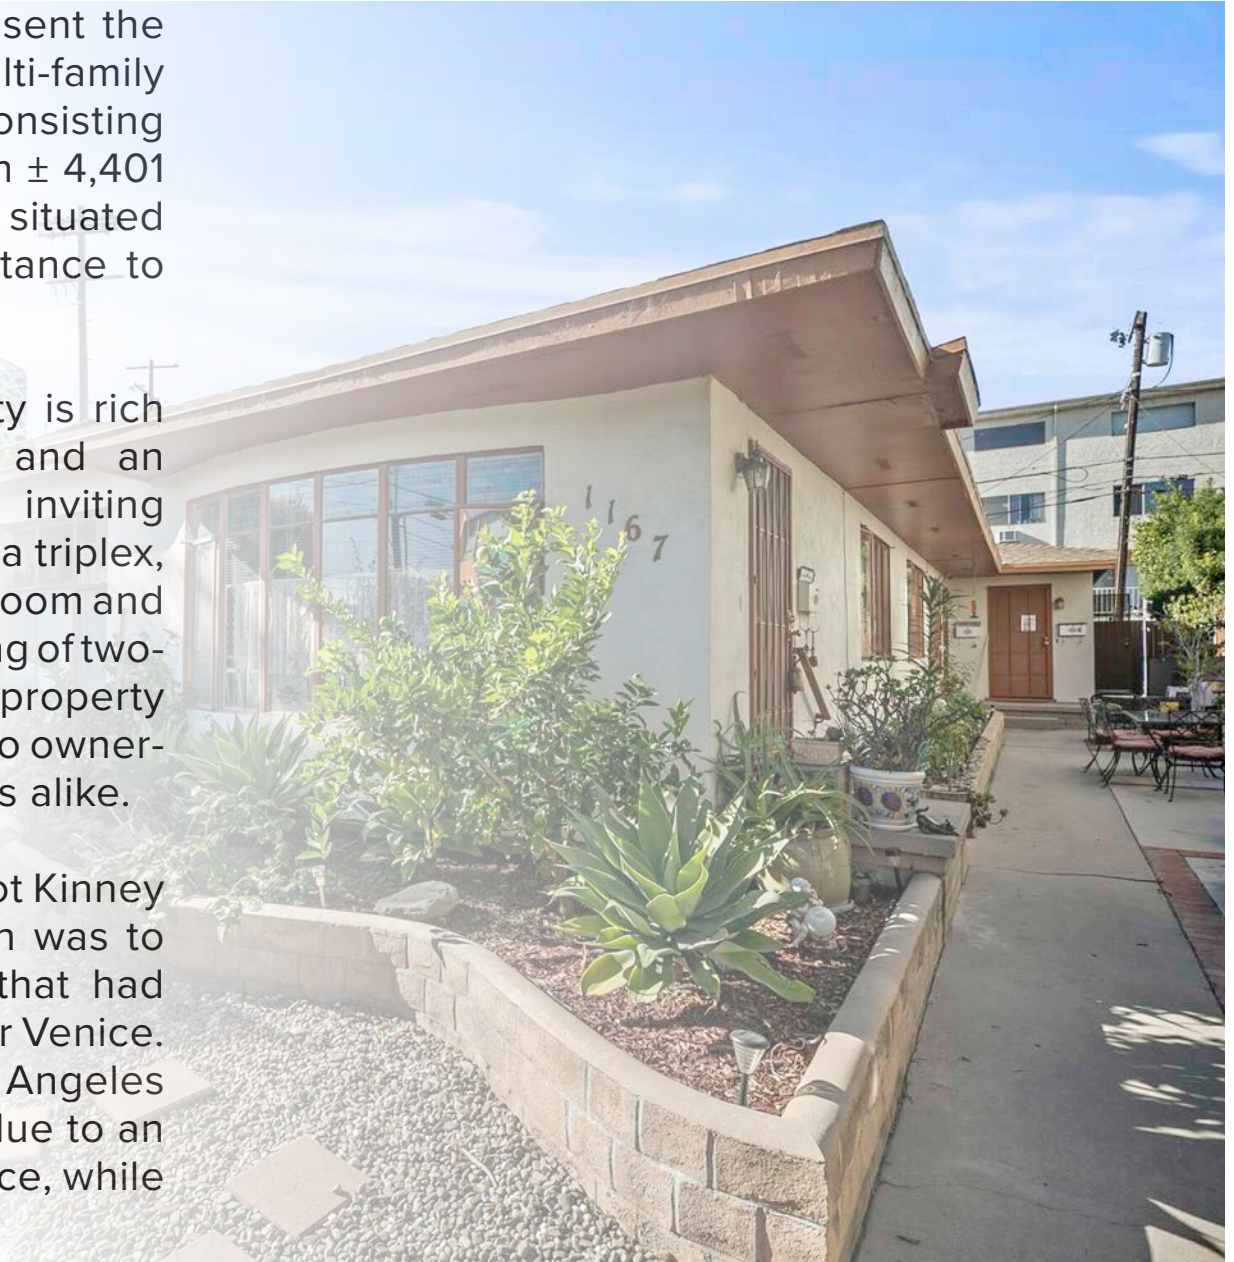 sent the
lti-family
onsisting
n ± 4,401
situated
tance to
ty is rich
and an
inviting
a triplex,
oom and
ng of two-
property
o owner-
s alike.
ot Kinney
n was to
that had
r Venice.
Angeles
lue to an
ce, while
1167